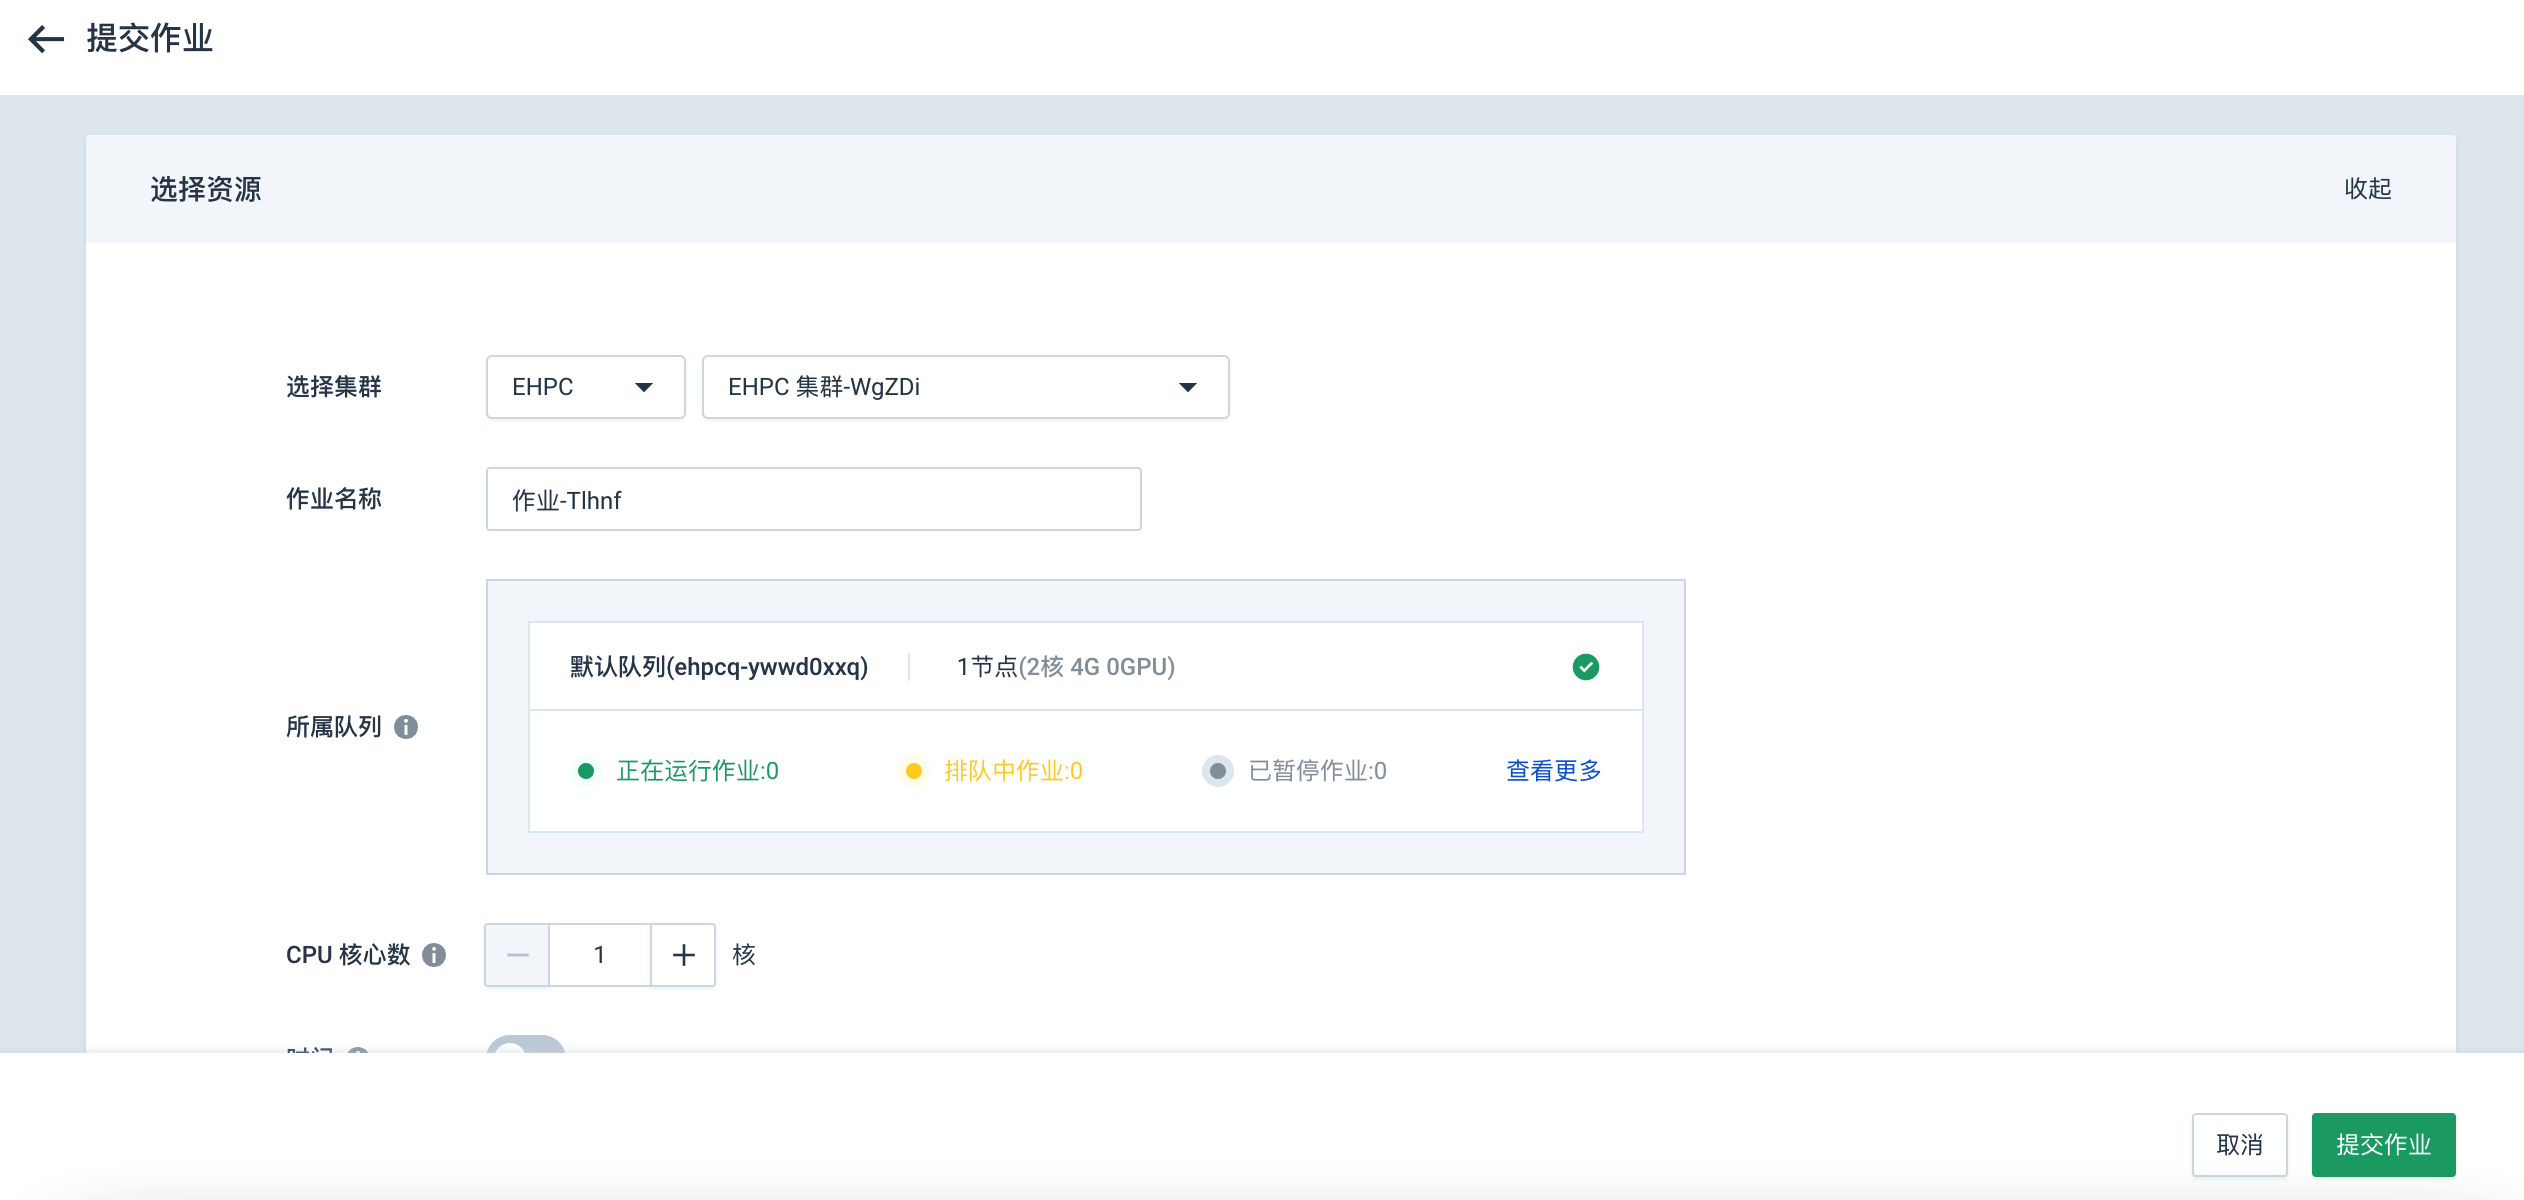 提交作业
选择资源
收起
选择集群
EHPC
EHPC 集群-WgZDi
作业名称
作业-Tlhnf
所属队列
默认队列(ehpcq-ywwd0xxq)
1节点(2核 4G 0GPU)
正在运行作业:0
排队中作业:0
已暂停作业:0
查看更多
CPU 核心数
1
核
取消
提交作业